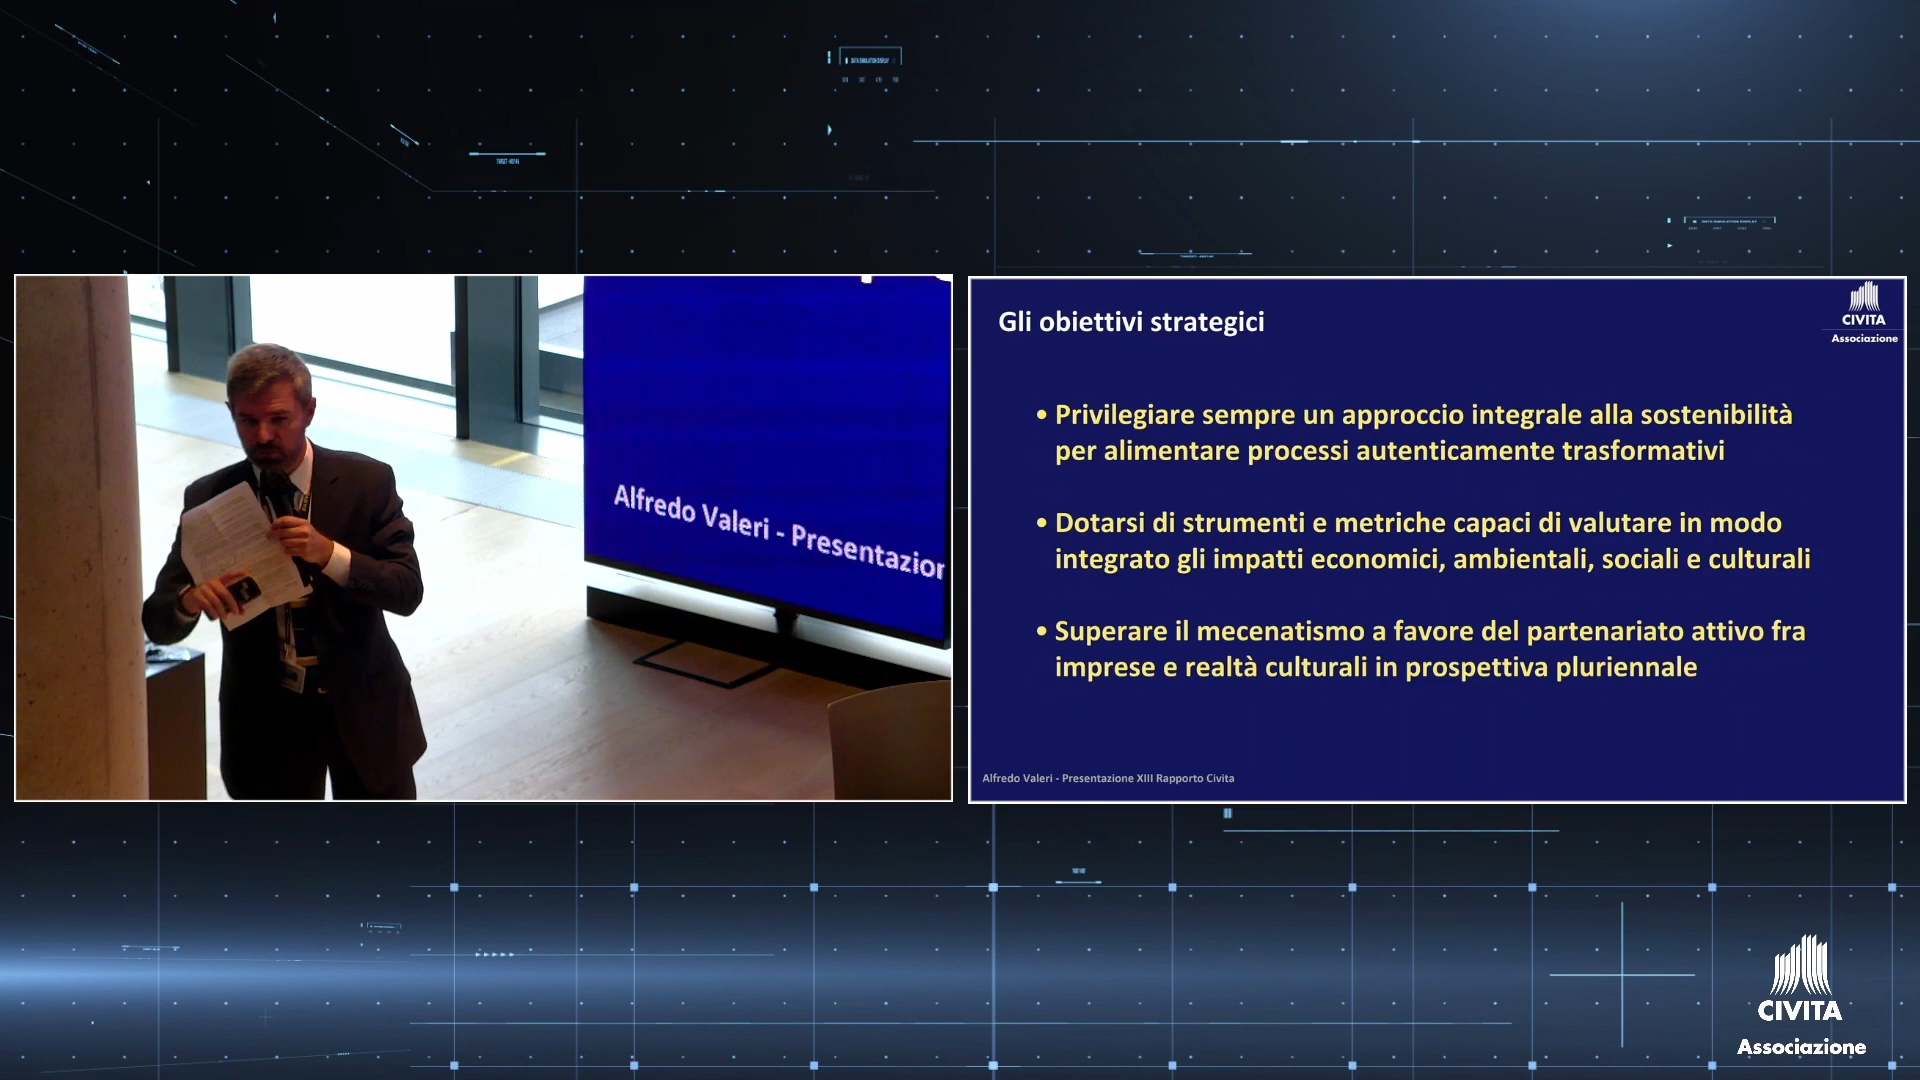 Alfredo Valeri - Presentazion
Gli obiettivi strategici
CIVITA
Associazione
• Privilegiare sempre un approccio integrale alla sostenibilità
per alimentare processi autenticamente trasformativi
• Dotarsi di strumenti e metriche capaci di valutare in modo
integrato gli impatti economici, ambientali, sociali e culturali
• Superare il mecenatismo a favore del partenariato attivo fra
imprese e realtà culturali in prospettiva pluriennale
Alfredo Valeri - Presentazione XIII Rapporto Civita
CIVITA
Associazione